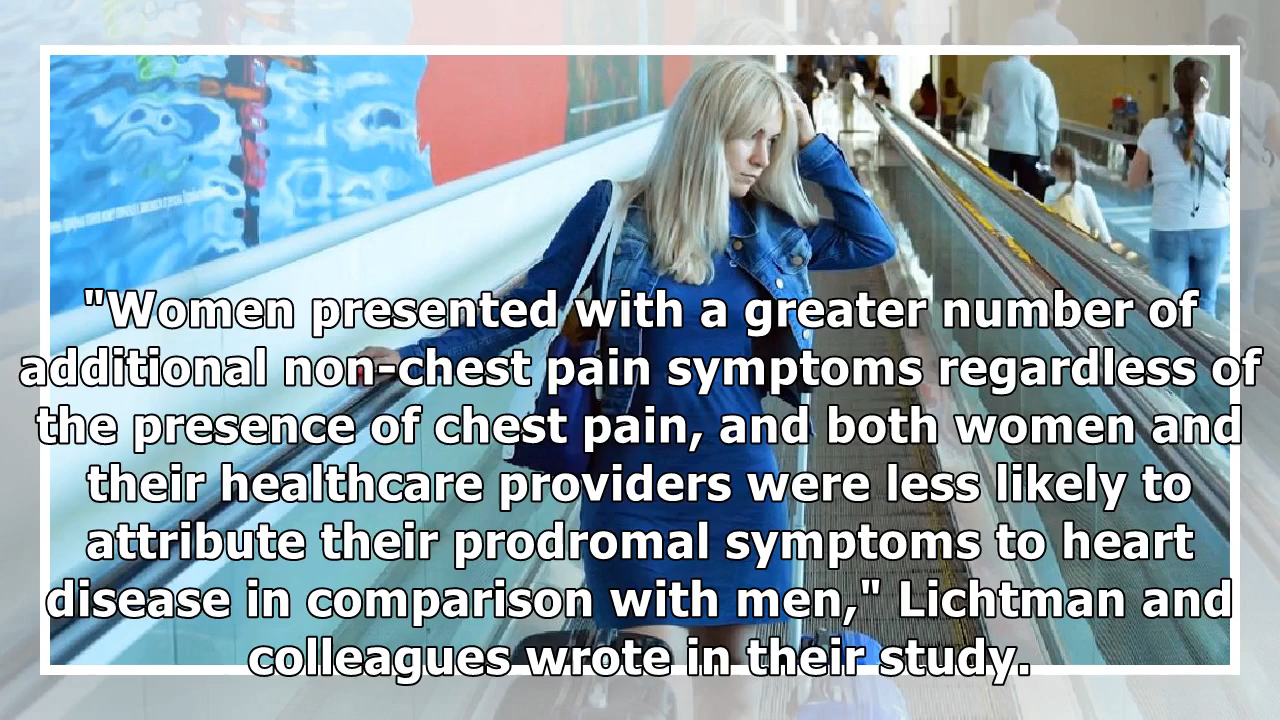 "Women presented with a greater number of
additional non-chest pain symptoms regardless of
the presence of chest pain, and both women and
their healthcare providers were less likely to
attribute their prodromal symptoms to heart
disease in comparison with men," Lichtman and
colleagues wrote in their study.